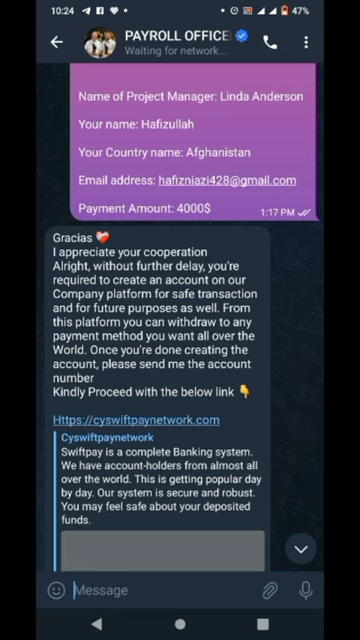 10:24
47%
PAYROLL OFFICE
Waiting for network...
Name of Project Manager: Linda Anderson
Your name: Hafizullah
Your Country name: Afghanistan
Email address: hafizniazi428@gmail.com
Payment Amount: 4000$
1:17 PM
Gracias
I appreciate your cooperation
Alright, without further delay, you're
required to create an account on our
Company platform for safe transaction
and for future purposes as well. From
this platform you can withdraw to any
payment method you want all over the
World. Once you're done creating the
account, please send me the account
number
Kindly Proceed with the below link
Https://cyswiftpaynetwork.com
Cyswiftpaynetwork
Swiftpay is a complete Banking system.
We have account-holders from almost all
over the world. This is getting popular day
by day. Our system is secure and robust.
You may feel safe about your deposited
funds.
Message